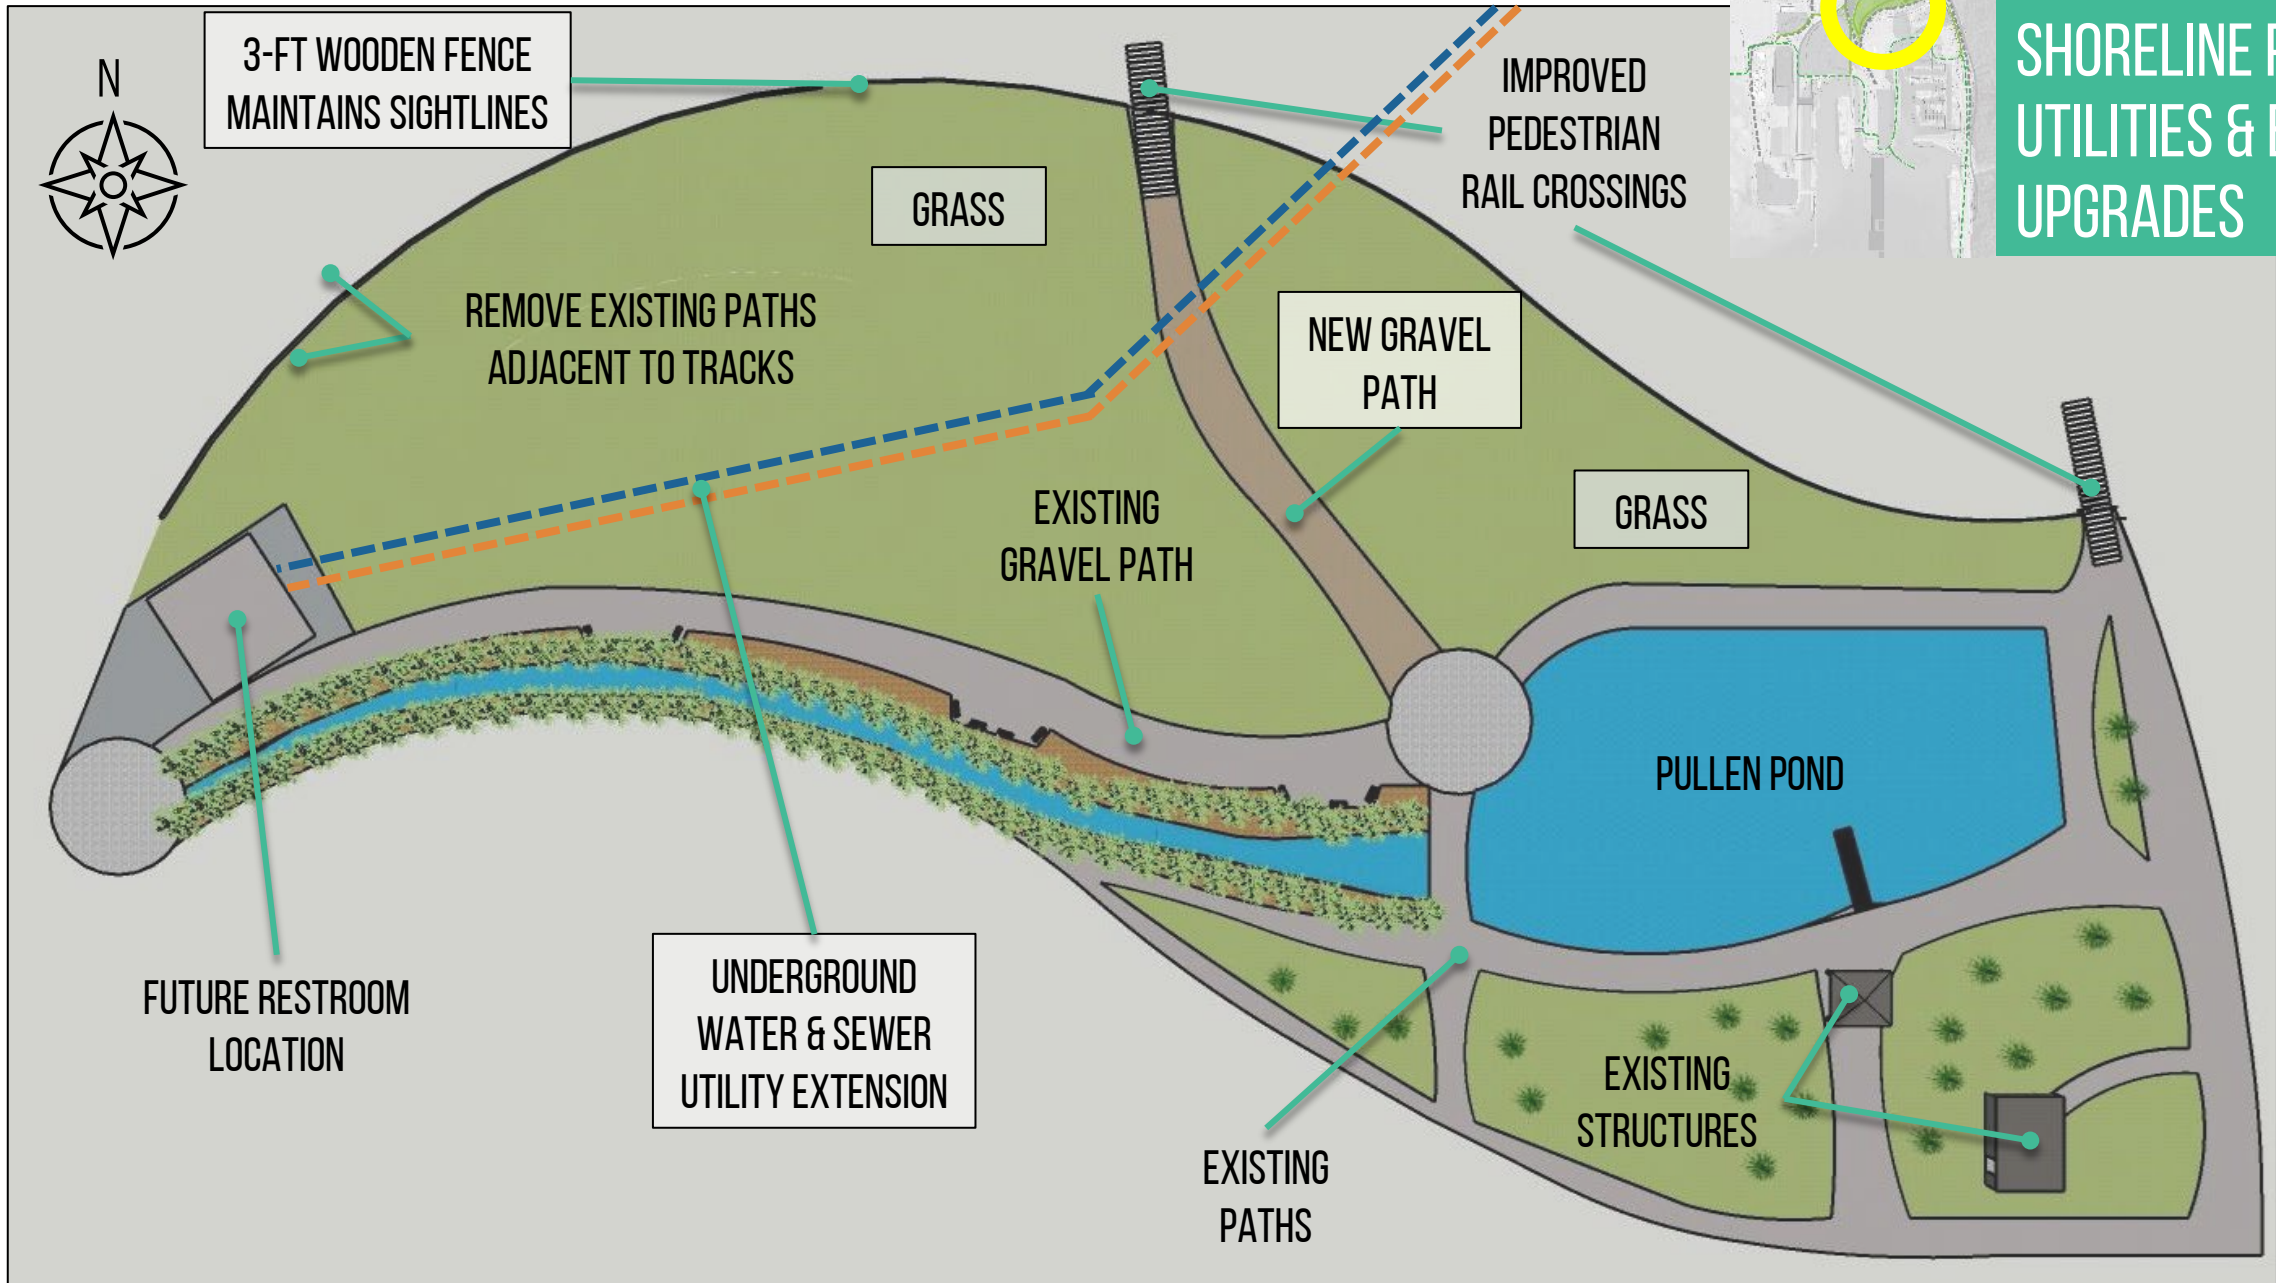 N
3-FT WOODEN FENCE
MAINTAINS SIGHTLINES
IMPROVED
PEDESTRIAN
RAIL CROSSINGS
SHORELINE
UTILITIES &
UPGRADES
GRASS
REMOVE EXISTING PATHS
ADJACENT TO TRACKS
NEW GRAVEL
PATH
EXISTING
GRAVEL PATH
GRASS
PULLEN POND
FUTURE RESTROOM
LOCATION
UNDERGROUND
WATER & SEWER
UTILITY EXTENSION
EXISTING
PATHS
EXISTING
STRUCTURES